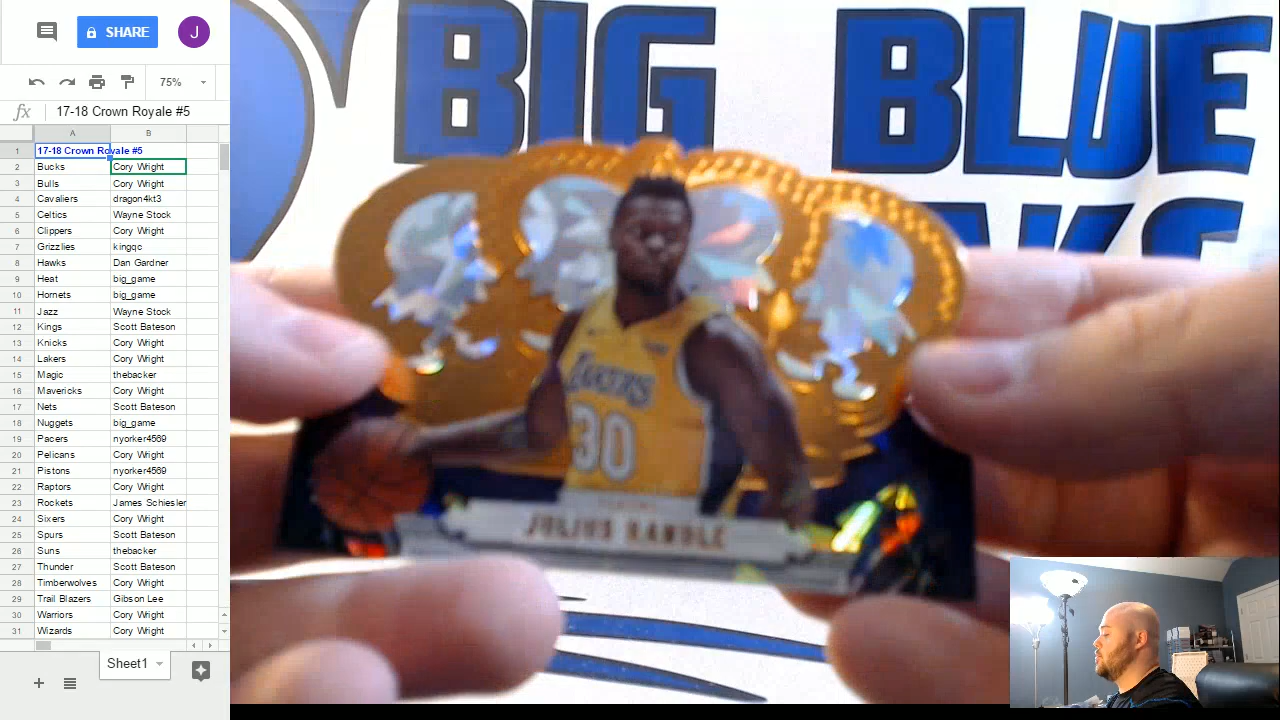 SHARE
J
75%
fx
17-18 Crown Royale #5
A B
1 17-18 Crown Royale #5
2 Bucks Cory Wright
3 Bulls Cory Wright
4 Cavaliers dragon4kt3
5 Celtics Wayne Stock
6 Clippers Cory Wright
7 Grizzlies kingqc
8 Hawks Dan Gardner
9 Heat big_game
10 Hornets big_game
11 Jazz Wayne Stock
12 Kings Scott Bateson
13 Knicks Cory Wright
14 Lakers Cory Wright
15 Magic thebacker
16 Mavericks Cory Wright
17 Nets Scott Bateson
18 Nuggets big_game
19 Pacers nyorker4569
20 Pelicans Cory Wright
21 Pistons nyorker4569
22 Raptors Cory Wright
23 Rockets James Schiesler
24 Sixers Cory Wright
25 Spurs Scott Bateson
26 Suns thebacker
27 Thunder Scott Bateson
28 Timberwolves Cory Wright
29 Trail Blazers Gibson Lee
30 Warriors Cory Wright
31 Wizards Cory Wright
Sheet1
BIG BLUE
LAKERS
30
JULIUS RANDLE